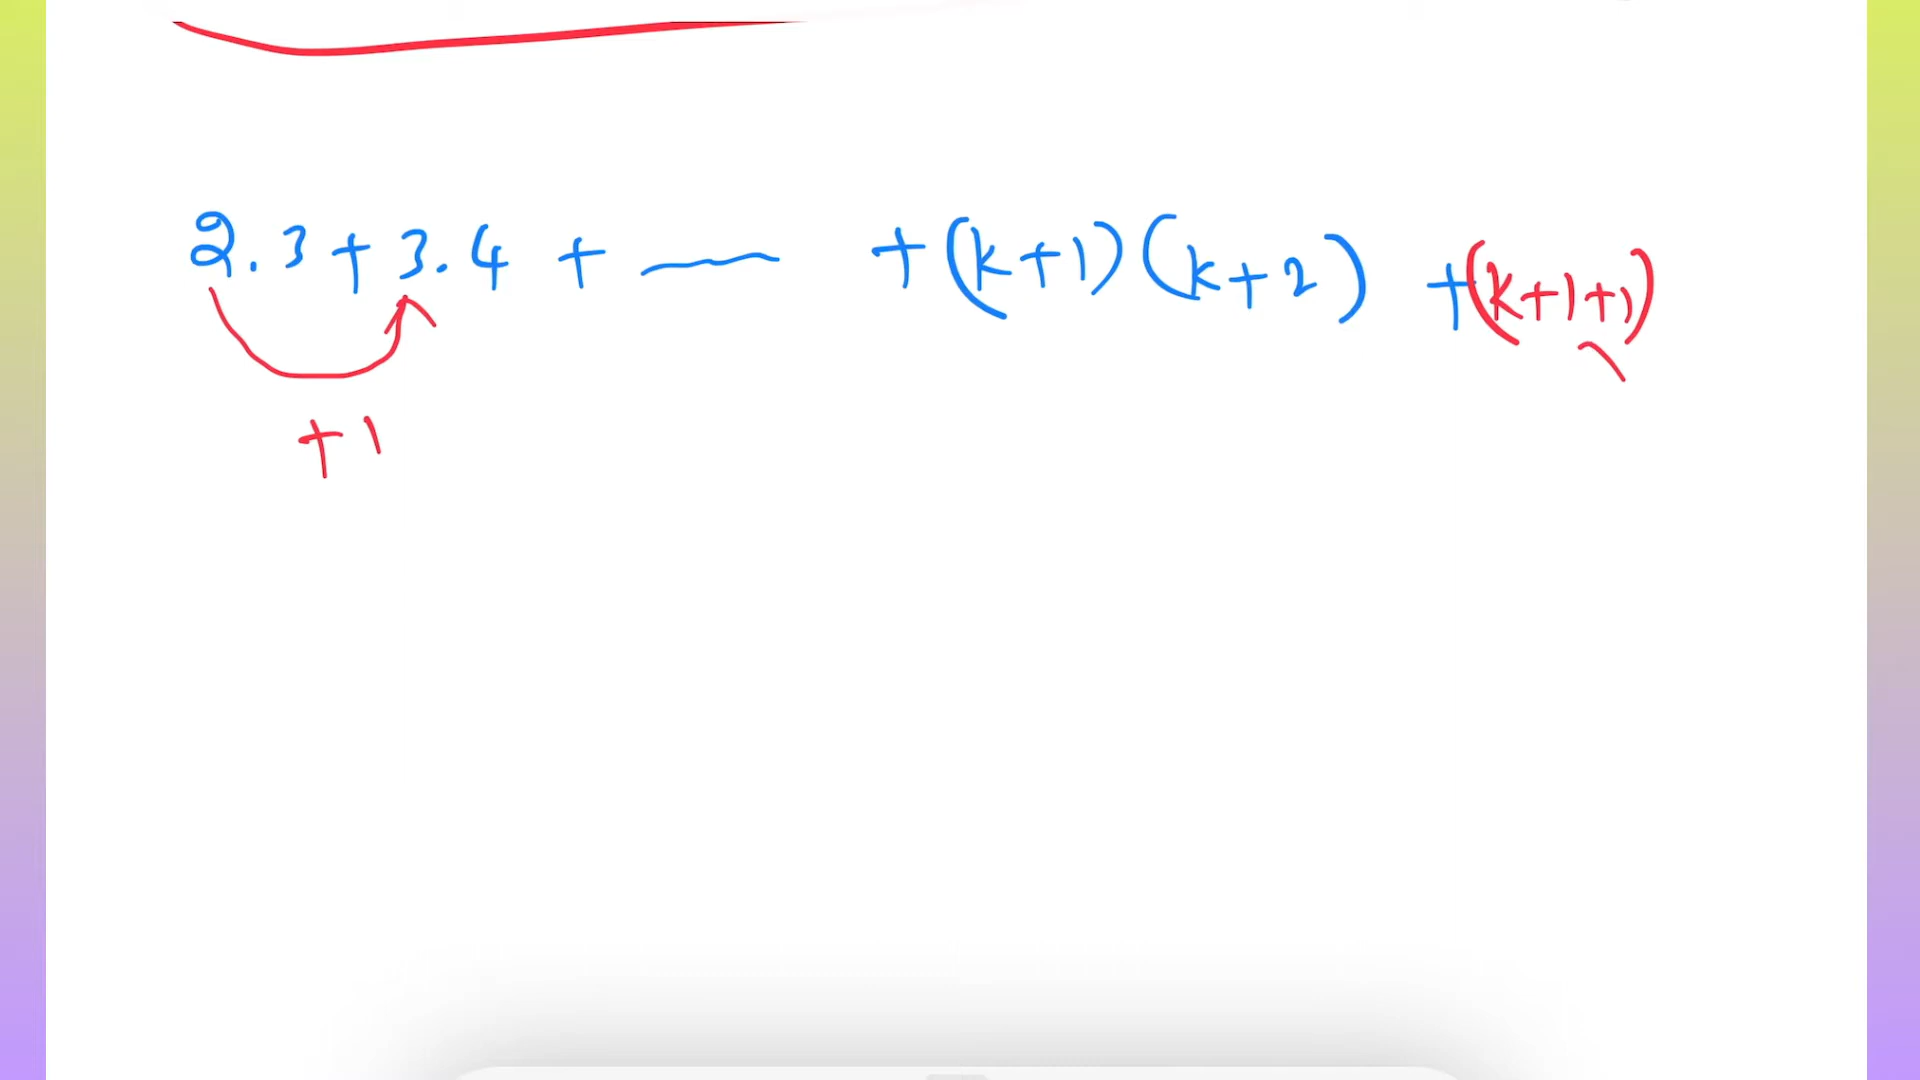 2.3 + 3.4 + —— + (k+1)(k+2) + (k+1+1)
+1